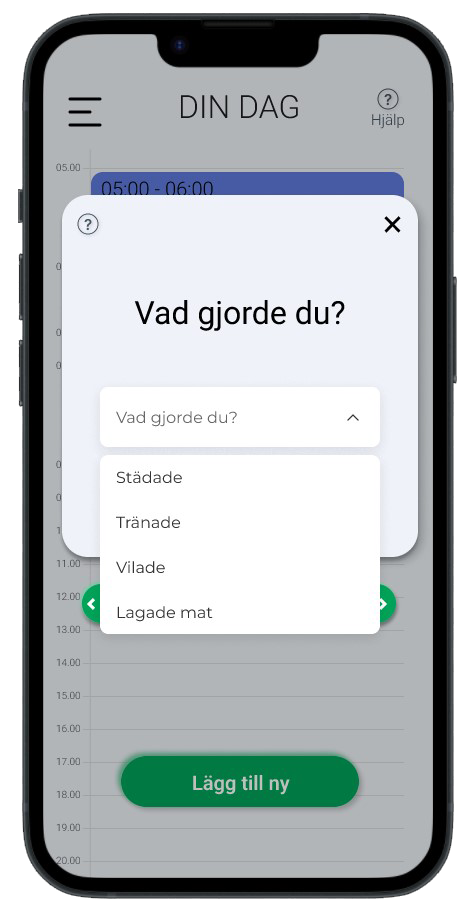 DIN DAG
?
Hjälp
05.00
05:00 - 06:00
?
Vad gjorde du?
Vad gjorde du?
Städade
Tränade
Vilade
Lagade mat
11.00
12.00
13.00
14.00
15.00
16.00
17.00
Lägg till ny
18.00
19.00
20.00